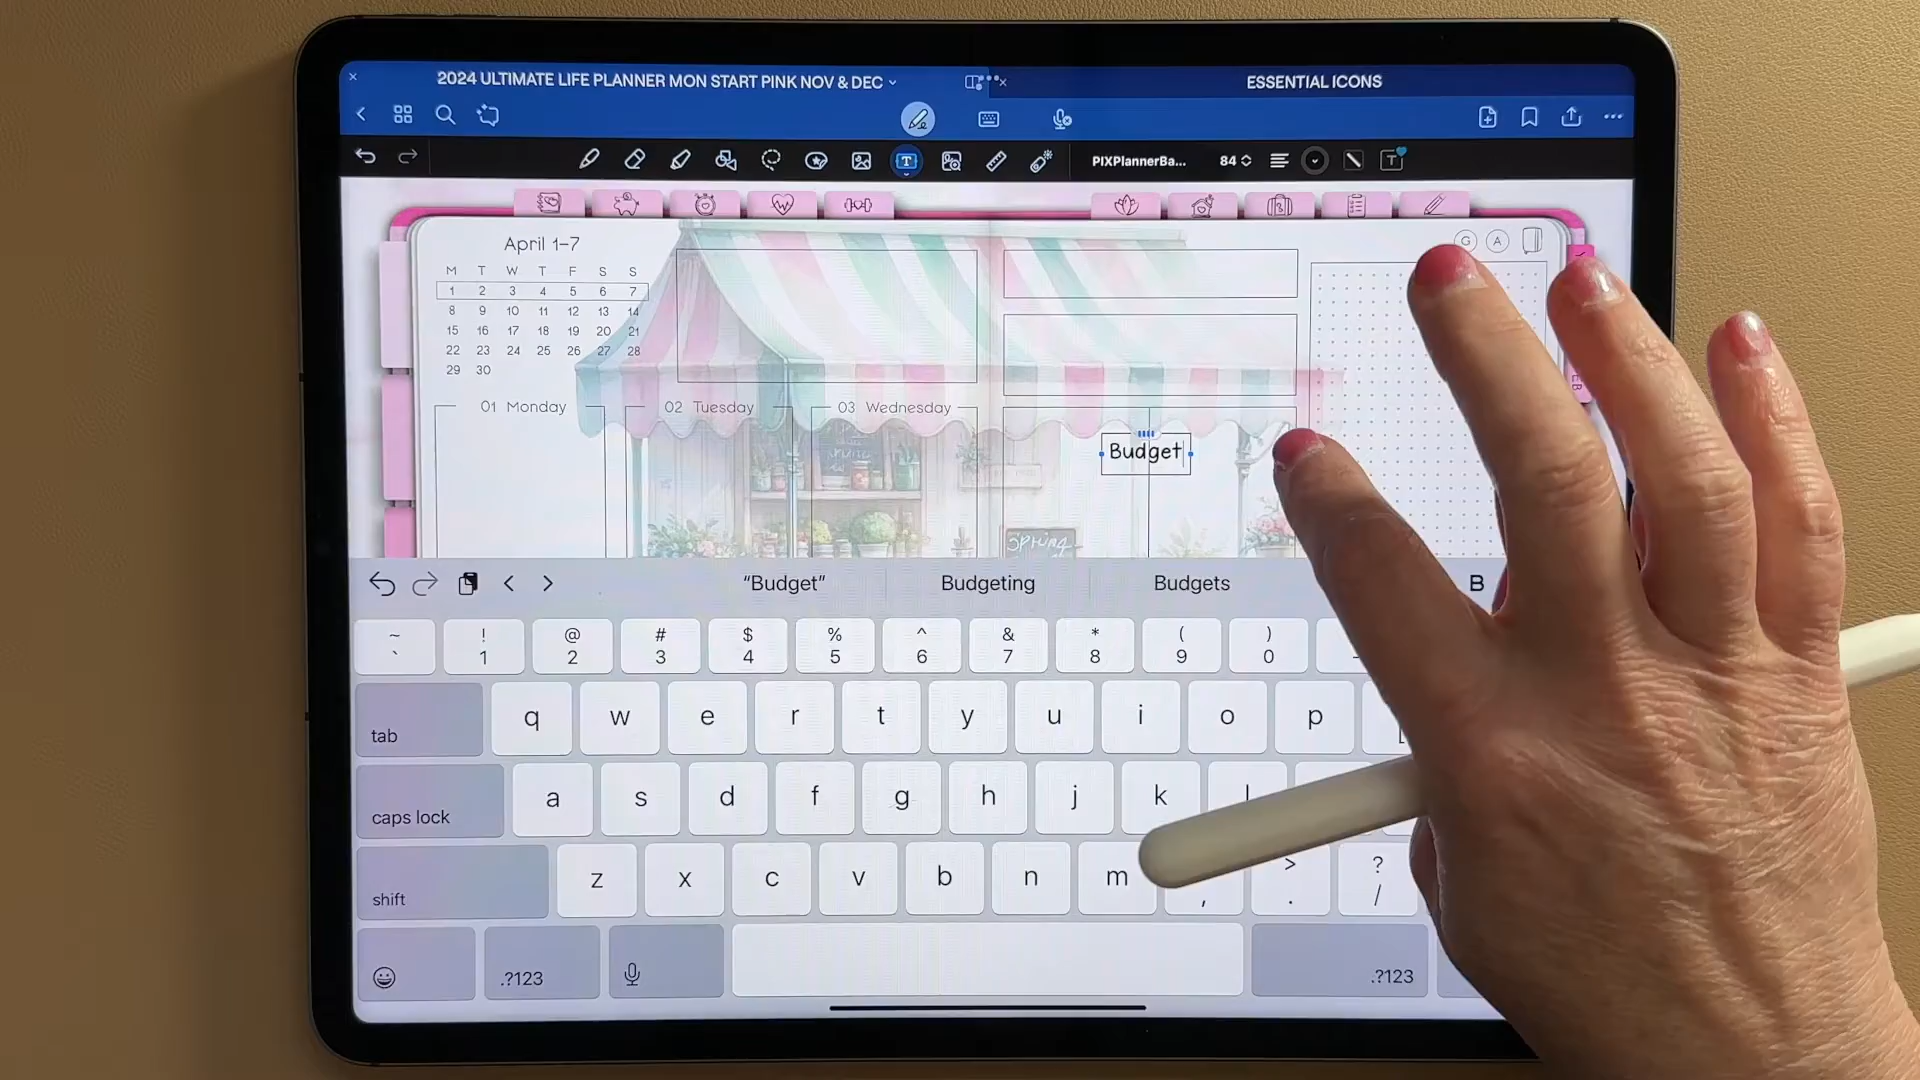 2024 ULTIMATE LIFE PLANNER MON START PINK NOV & DEC
ESSENTIAL ICONS
PIXPlannerBa... 84
April 1-7
G A
M T W T F S S
1 2 3 4 5 6 7
8 9 10 11 12 13 14
15 16 17 18 19 20 21
22 23 24 25 26 27 28
29 30
01 Monday
02 Tuesday
03 Wednesday
Budget
SPRING
"Budget" Budgeting Budgets B
~ ! @ # $ % ^ & * ( )
` 1 2 3 4 5 6 7 8 9 0
tab q w e r t y u i o p [
caps lock a s d f g h j k l
shift z x c v b n m , > . ? /
.?123 .?123